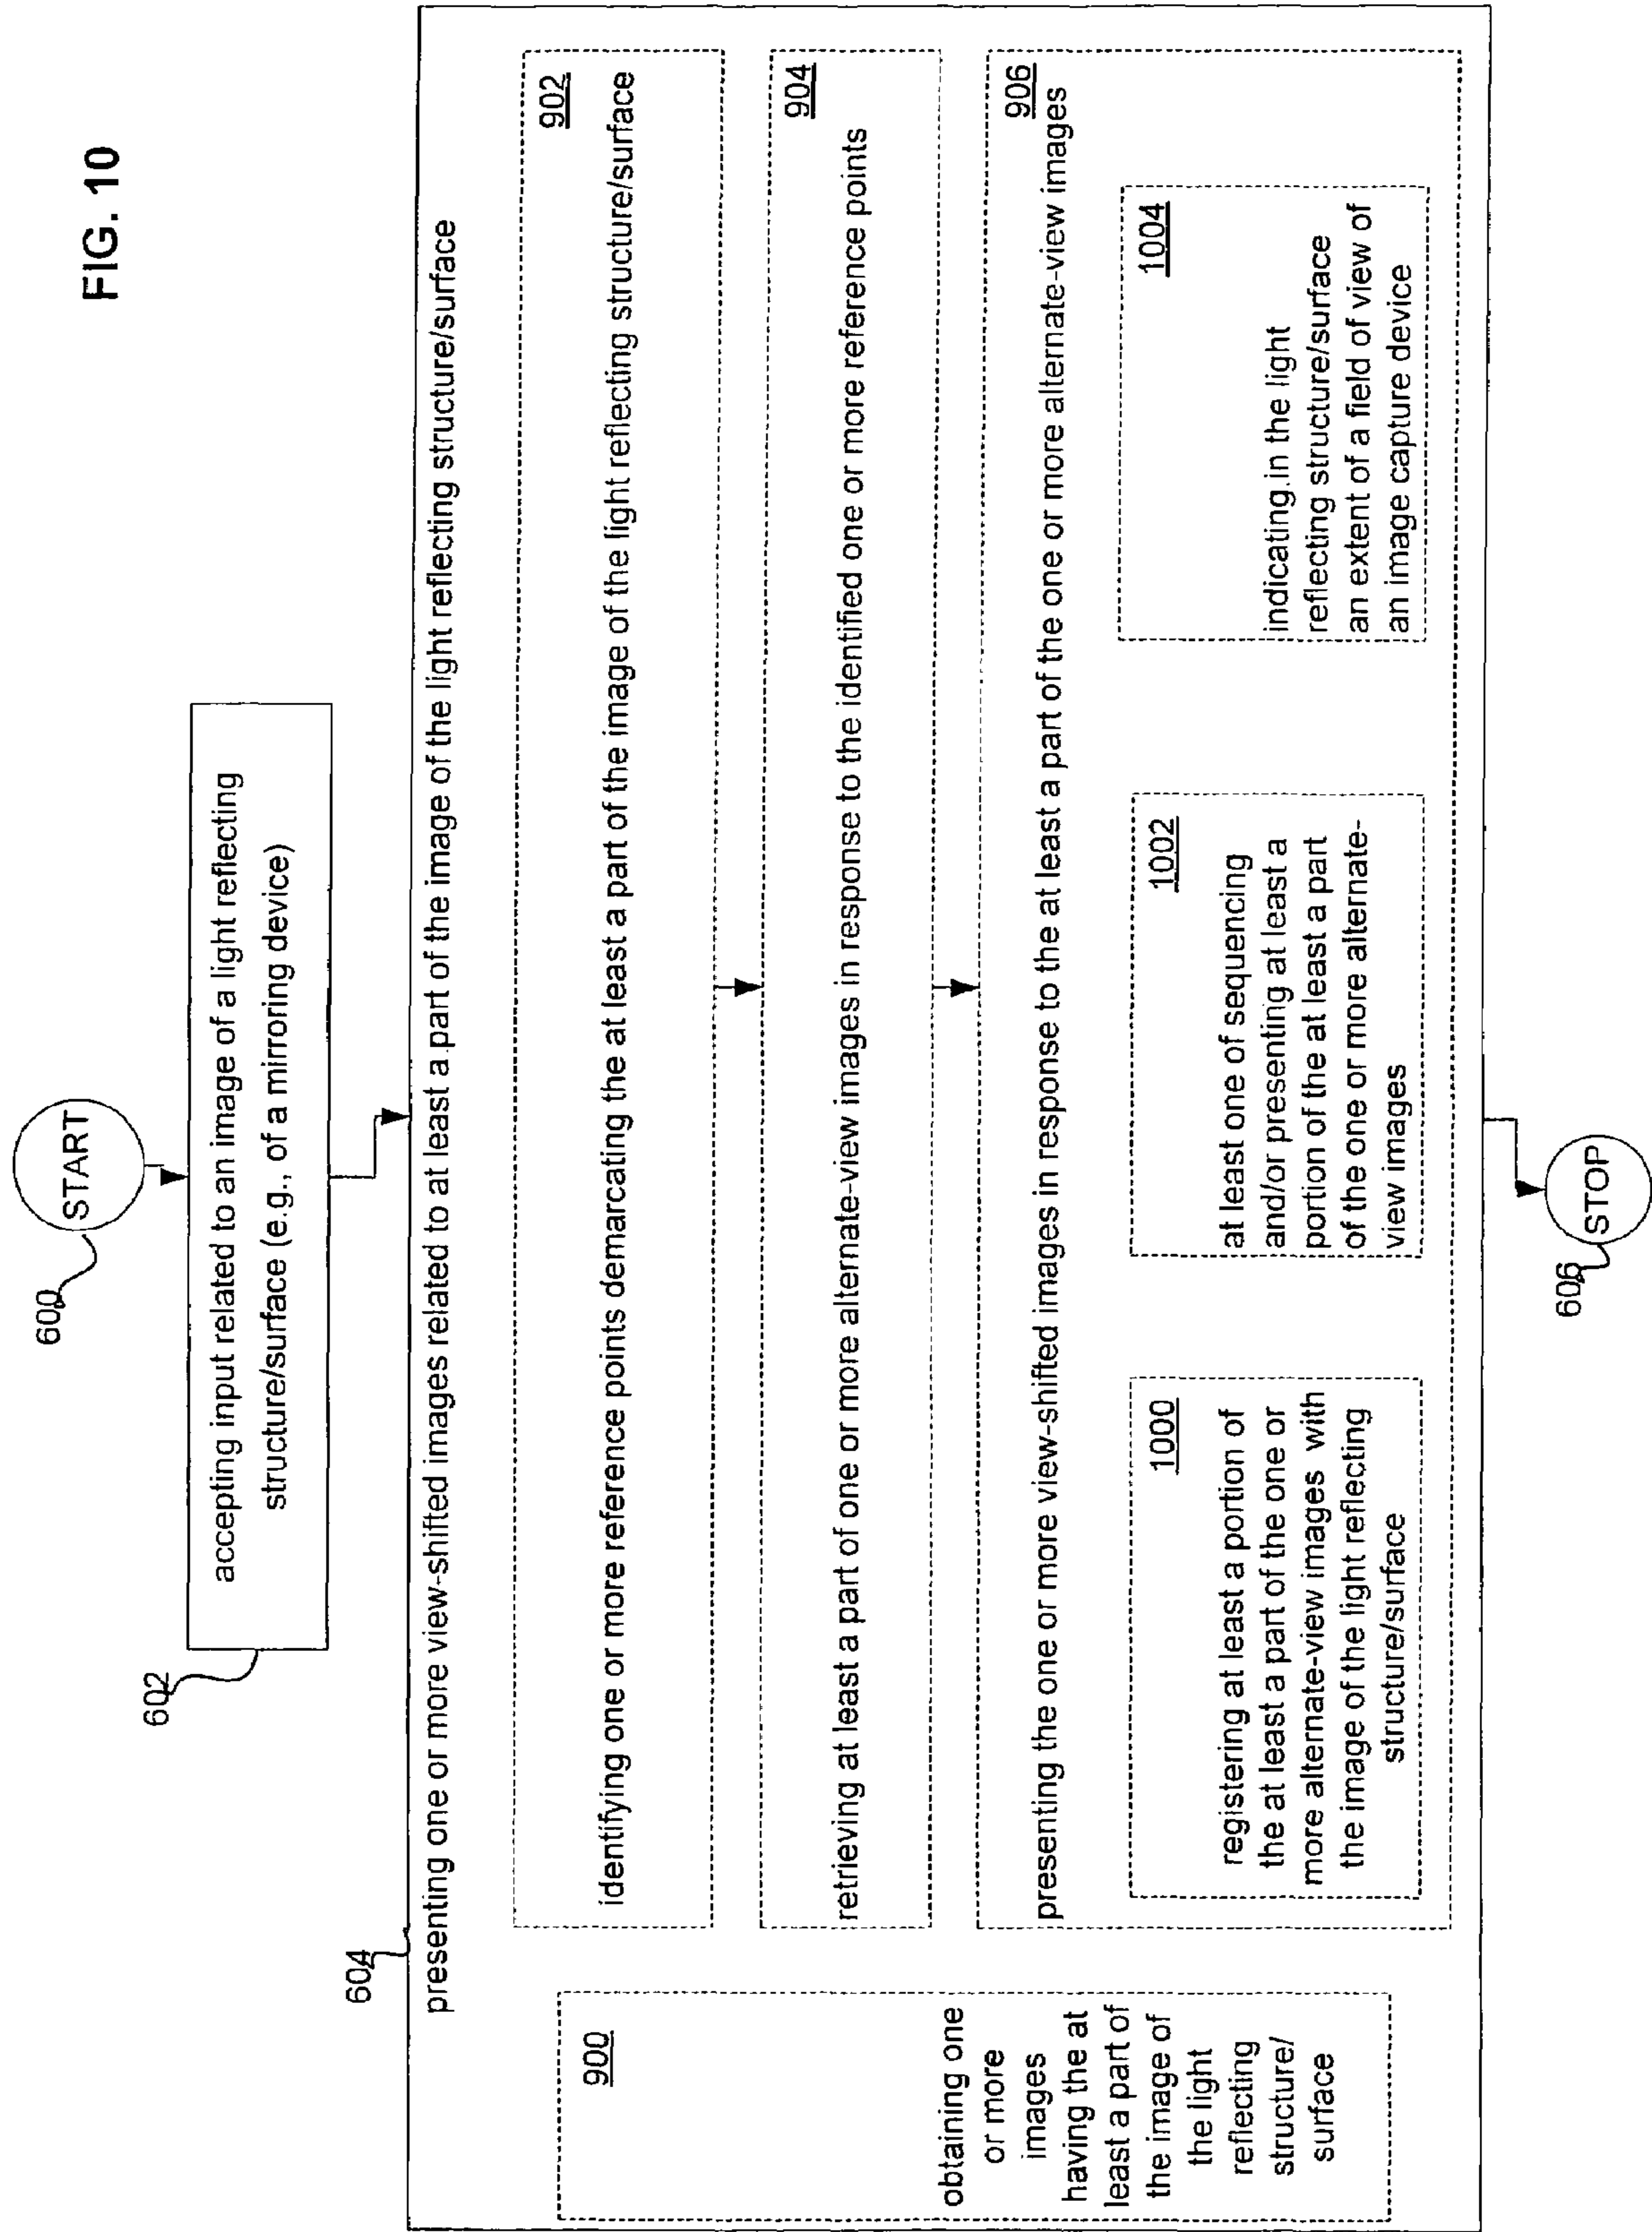 FIG. 10
600
START
602
accepting input related to an image of a light reflecting
structure/surface (e.g., of a mirroring device)
604
presenting one or more view-shifted images related to at least a part of the image of the light reflecting structure/surface
900
obtaining one
or more
images
having the at
least a part of
the image of
the light
reflecting
structure/
surface
902
identifying one or more reference points demarcating the at least a part of the image of the light reflecting structure/surface
904
retrieving at least a part of one or more alternate-view images in response to the identified one or more reference points
906
presenting the one or more view-shifted images in response to the at least a part of the one or more alternate-view images
1000
registering at least a portion of
the at least a part of the one or
more alternate-view images with
the image of the light reflecting
structure/surface
1002
at least one of sequencing
and/or presenting at least a
portion of the at least a part
of the one or more alternate-
view images
1004
indicating in the light
reflecting structure/surface
an extent of a field of view of
an image capture device
606
STOP